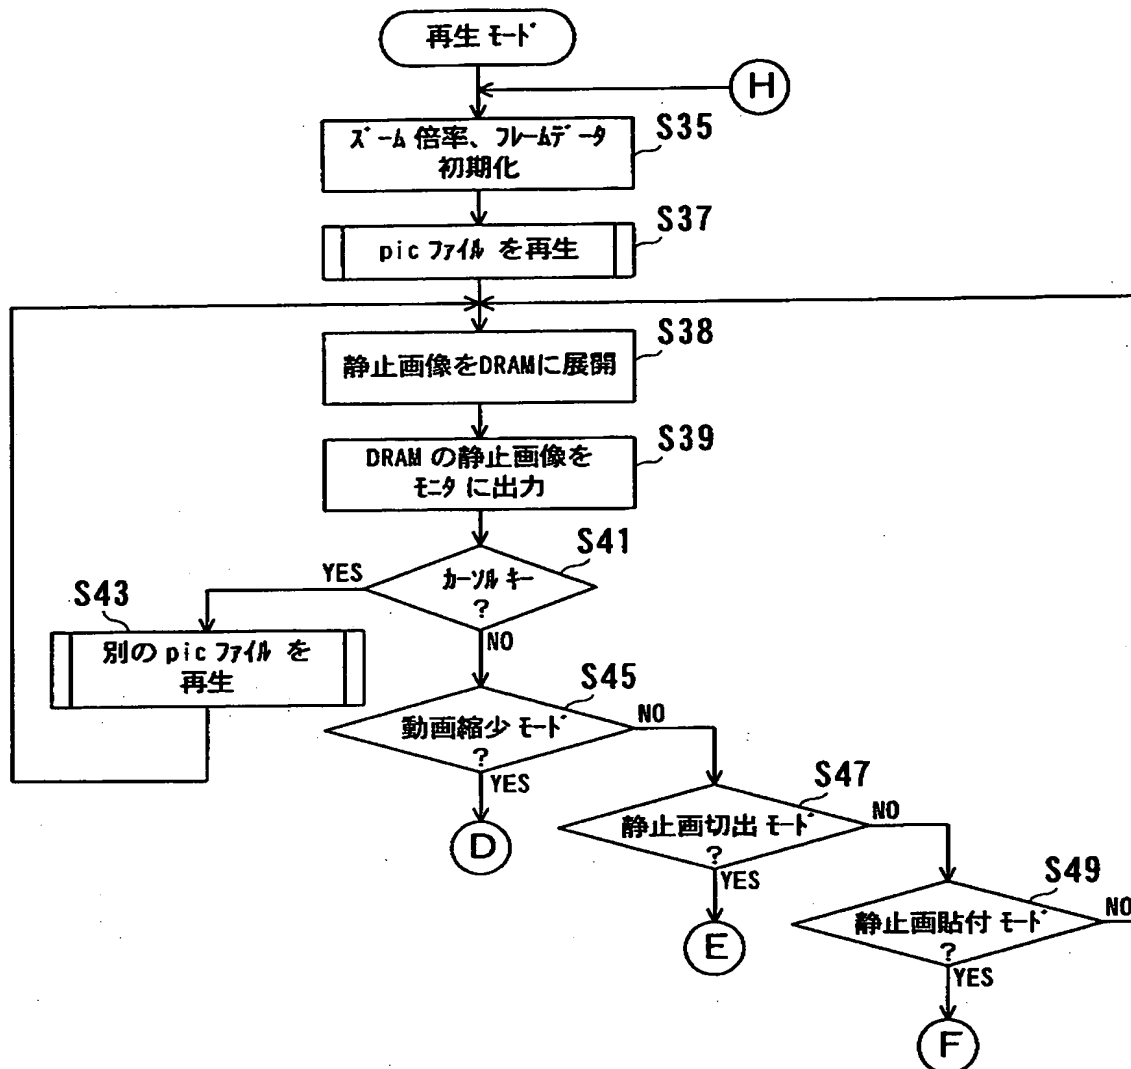 再生 モード
H
S35
ズーム 倍率、フレームデータ
初期化
S37
pic ファイル を再生
S38
静止画像をDRAMに展開
S39
DRAM の静止画像を
モニタ に出力
S41
カーソル キー
?
YES
NO
S43
別の pic ファイル を
再生
S45
動画縮少 モード
?
NO
YES
D
S47
静止画切出 モード
?
NO
YES
E
S49
静止画貼付 モード
?
NO
YES
F